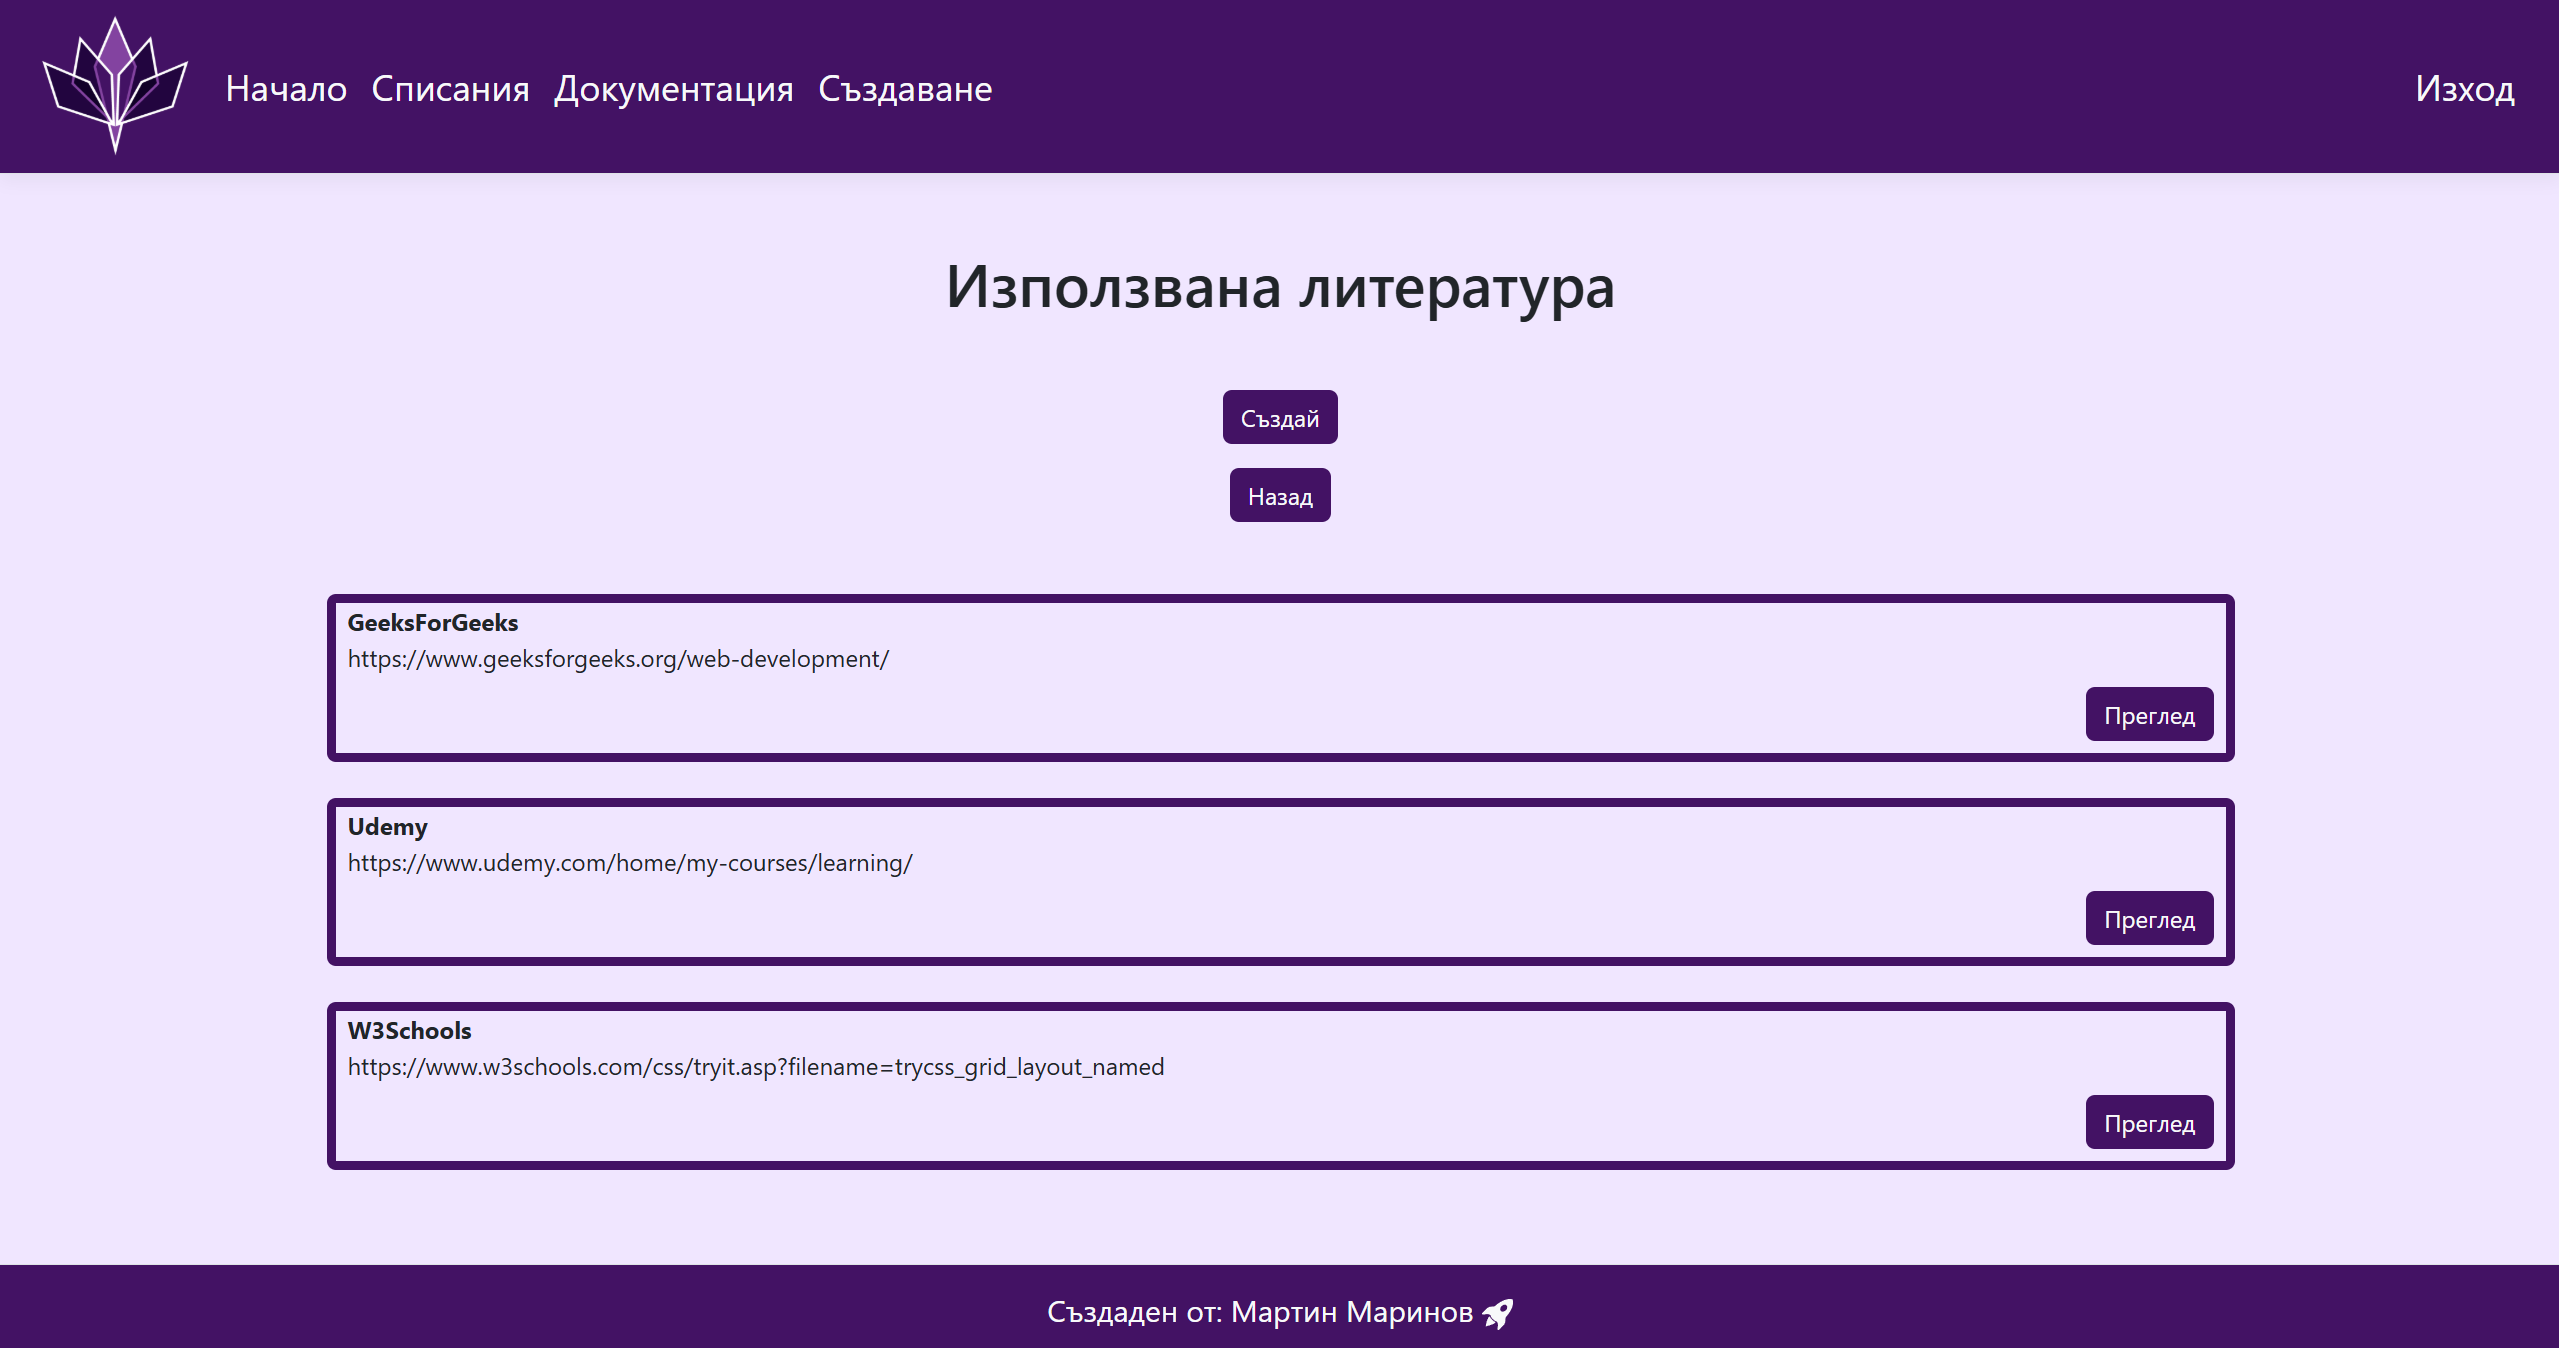 Начало Списания Документация Създаване Изход
Използвана литература
Създай
Назад
GeeksForGeeks
https://www.geeksforgeeks.org/web-development/
Преглед
Udemy
https://www.udemy.com/home/my-courses/learning/
Преглед
W3Schools
https://www.w3schools.com/css/tryit.asp?filename=trycss_grid_layout_named
Преглед
Създаден от: Мартин Маринов